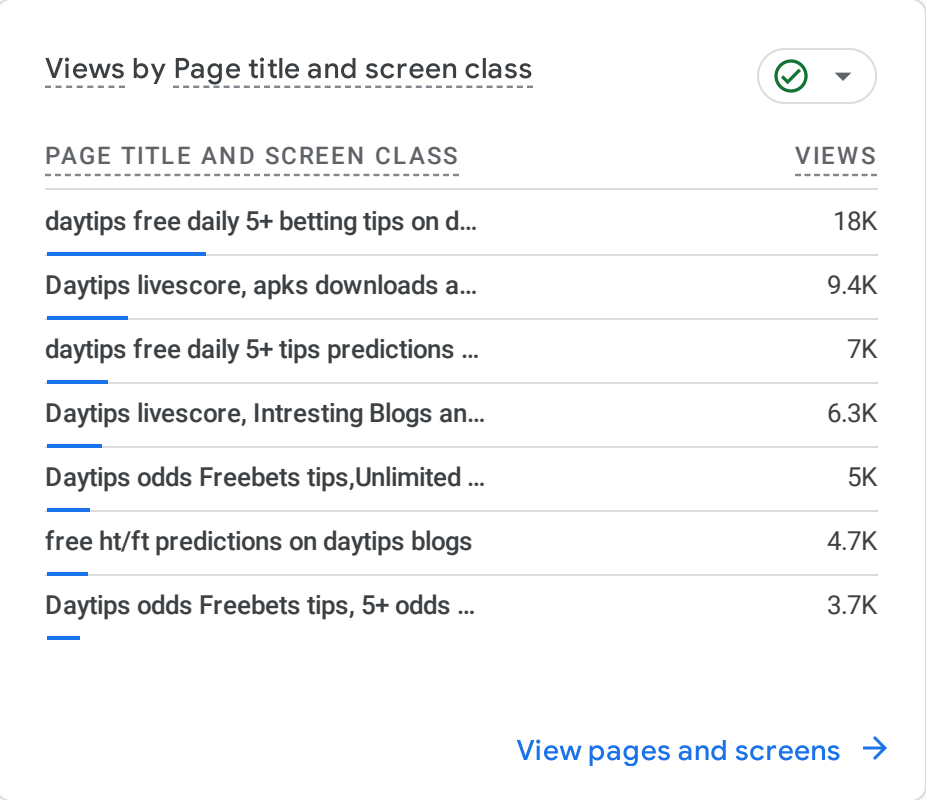 Views by Page title and screen class
PAGE TITLE AND SCREEN CLASS VIEWS
daytips free daily 5+ betting tips on d... 18K
Daytips livescore, apks downloads a... 9.4K
daytips free daily 5+ tips predictions ... 7K
Daytips livescore, Intresting Blogs an... 6.3K
Daytips odds Freebets tips,Unlimited ... 5K
free ht/ft predictions on daytips blogs 4.7K
Daytips odds Freebets tips, 5+ odds ... 3.7K
View pages and screens